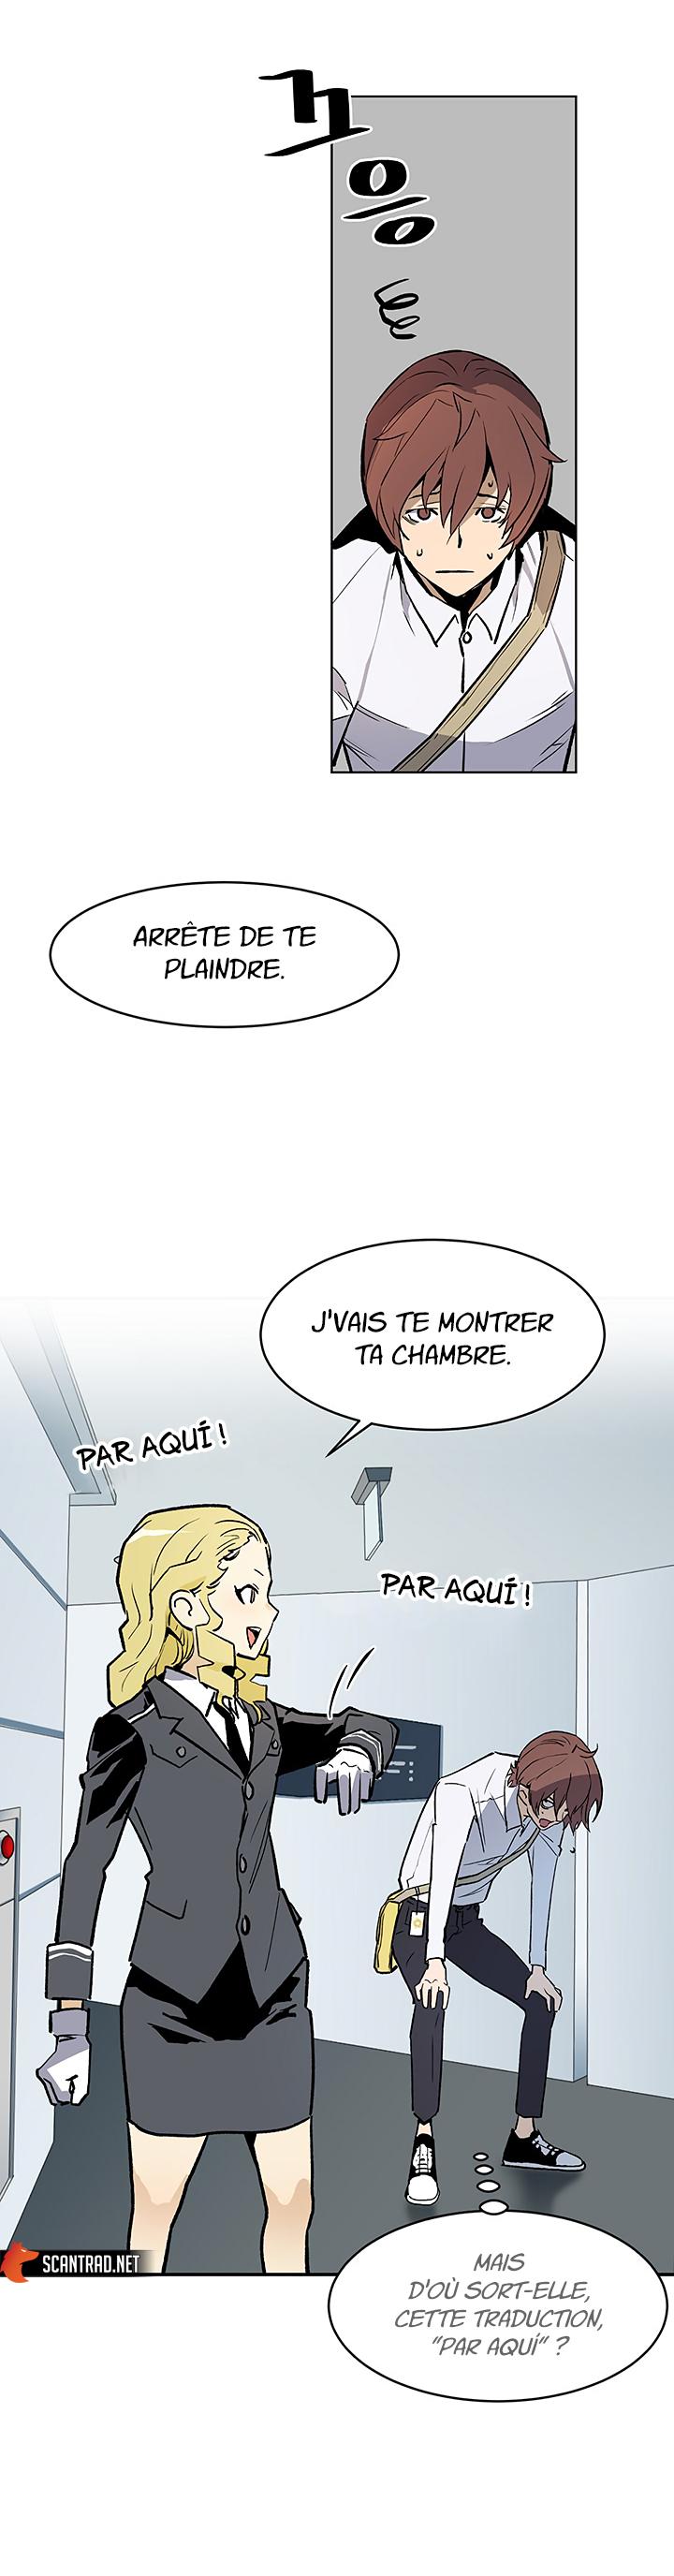 끄응
ARRÊTE DE TE
PLAINDRE.
J'VAIS TE MONTRER
TA CHAMBRE.
PAR AQUÍ !
PAR AQUÍ !
SCANTRAD.NET
MAIS
D'OÙ SORT-ELLE,
CETTE TRADUCTION,
"PAR AQUÍ" ?